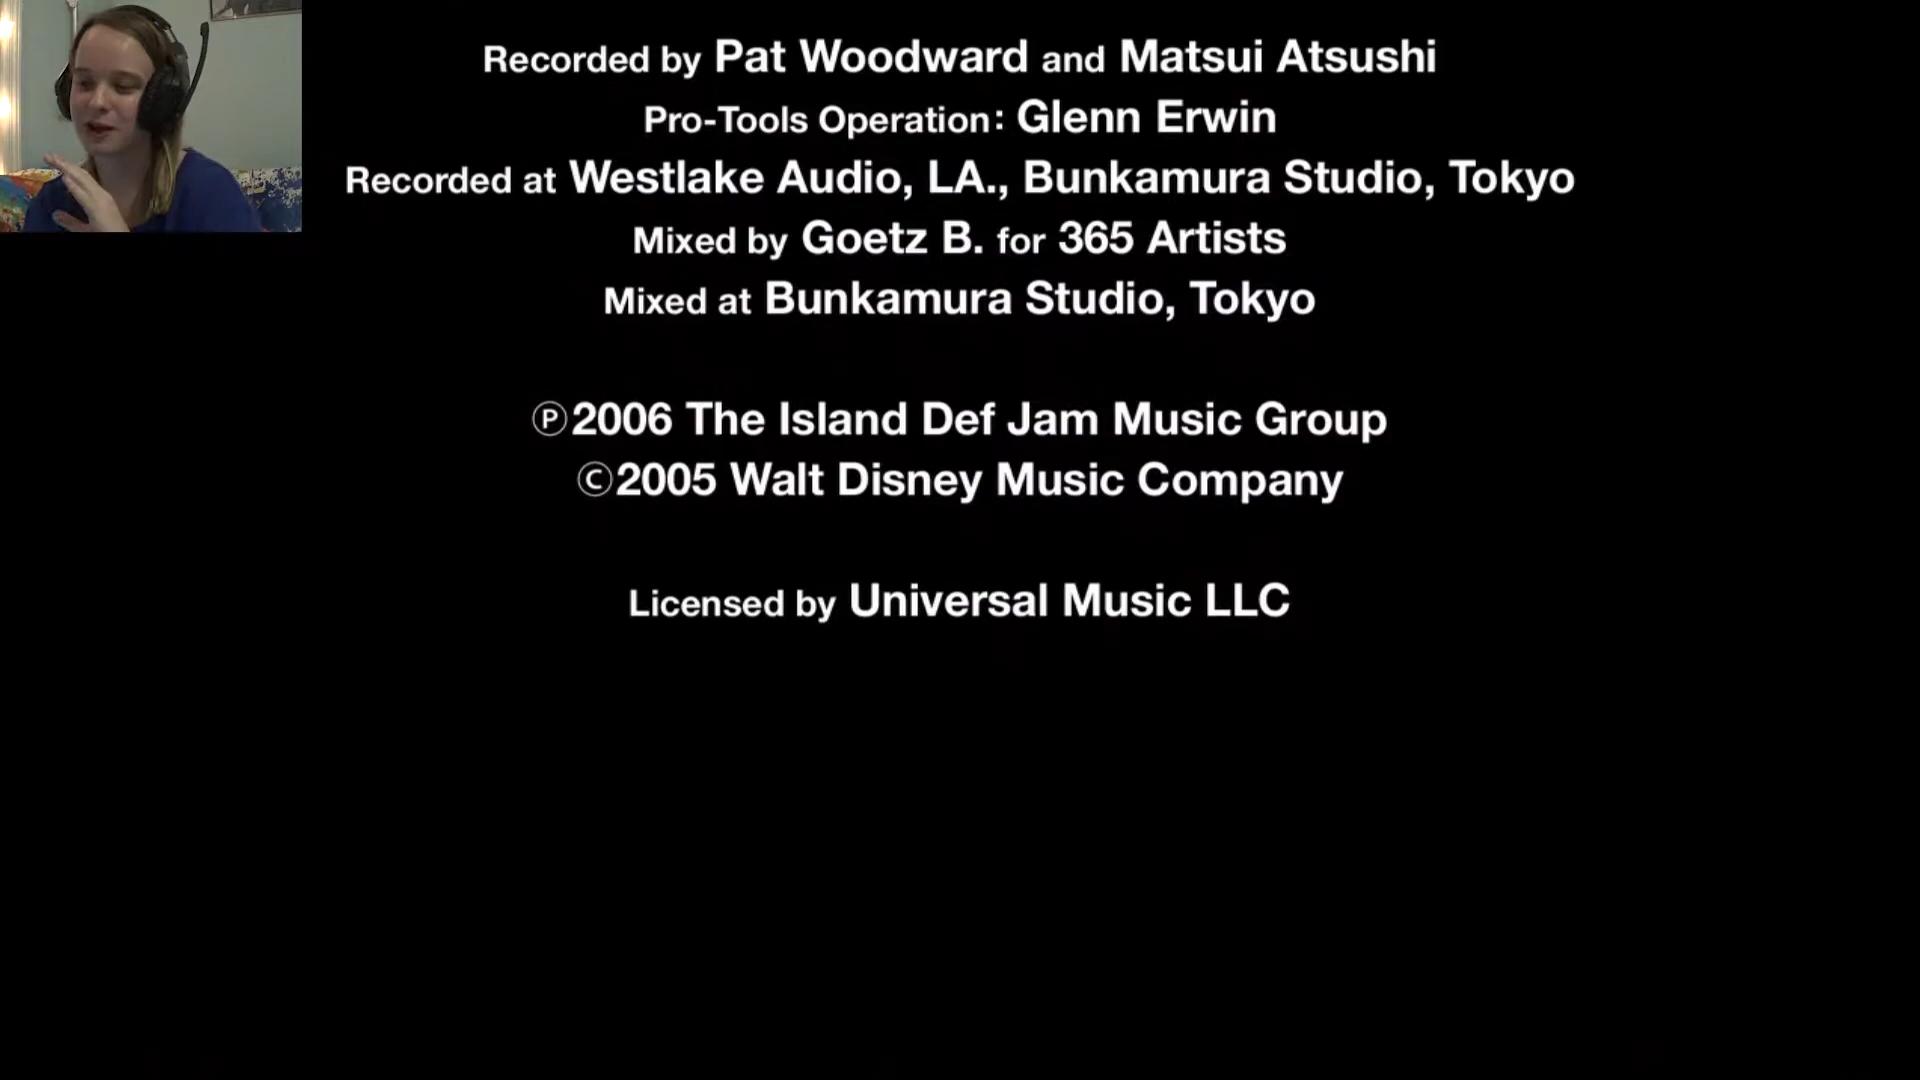 Recorded by Pat Woodward and Matsui Atsushi
Pro-Tools Operation: Glenn Erwin
Recorded at Westlake Audio, LA., Bunkamura Studio, Tokyo
Mixed by Goetz B. for 365 Artists
Mixed at Bunkamura Studio, Tokyo
℗2006 The Island Def Jam Music Group
©2005 Walt Disney Music Company
Licensed by Universal Music LLC